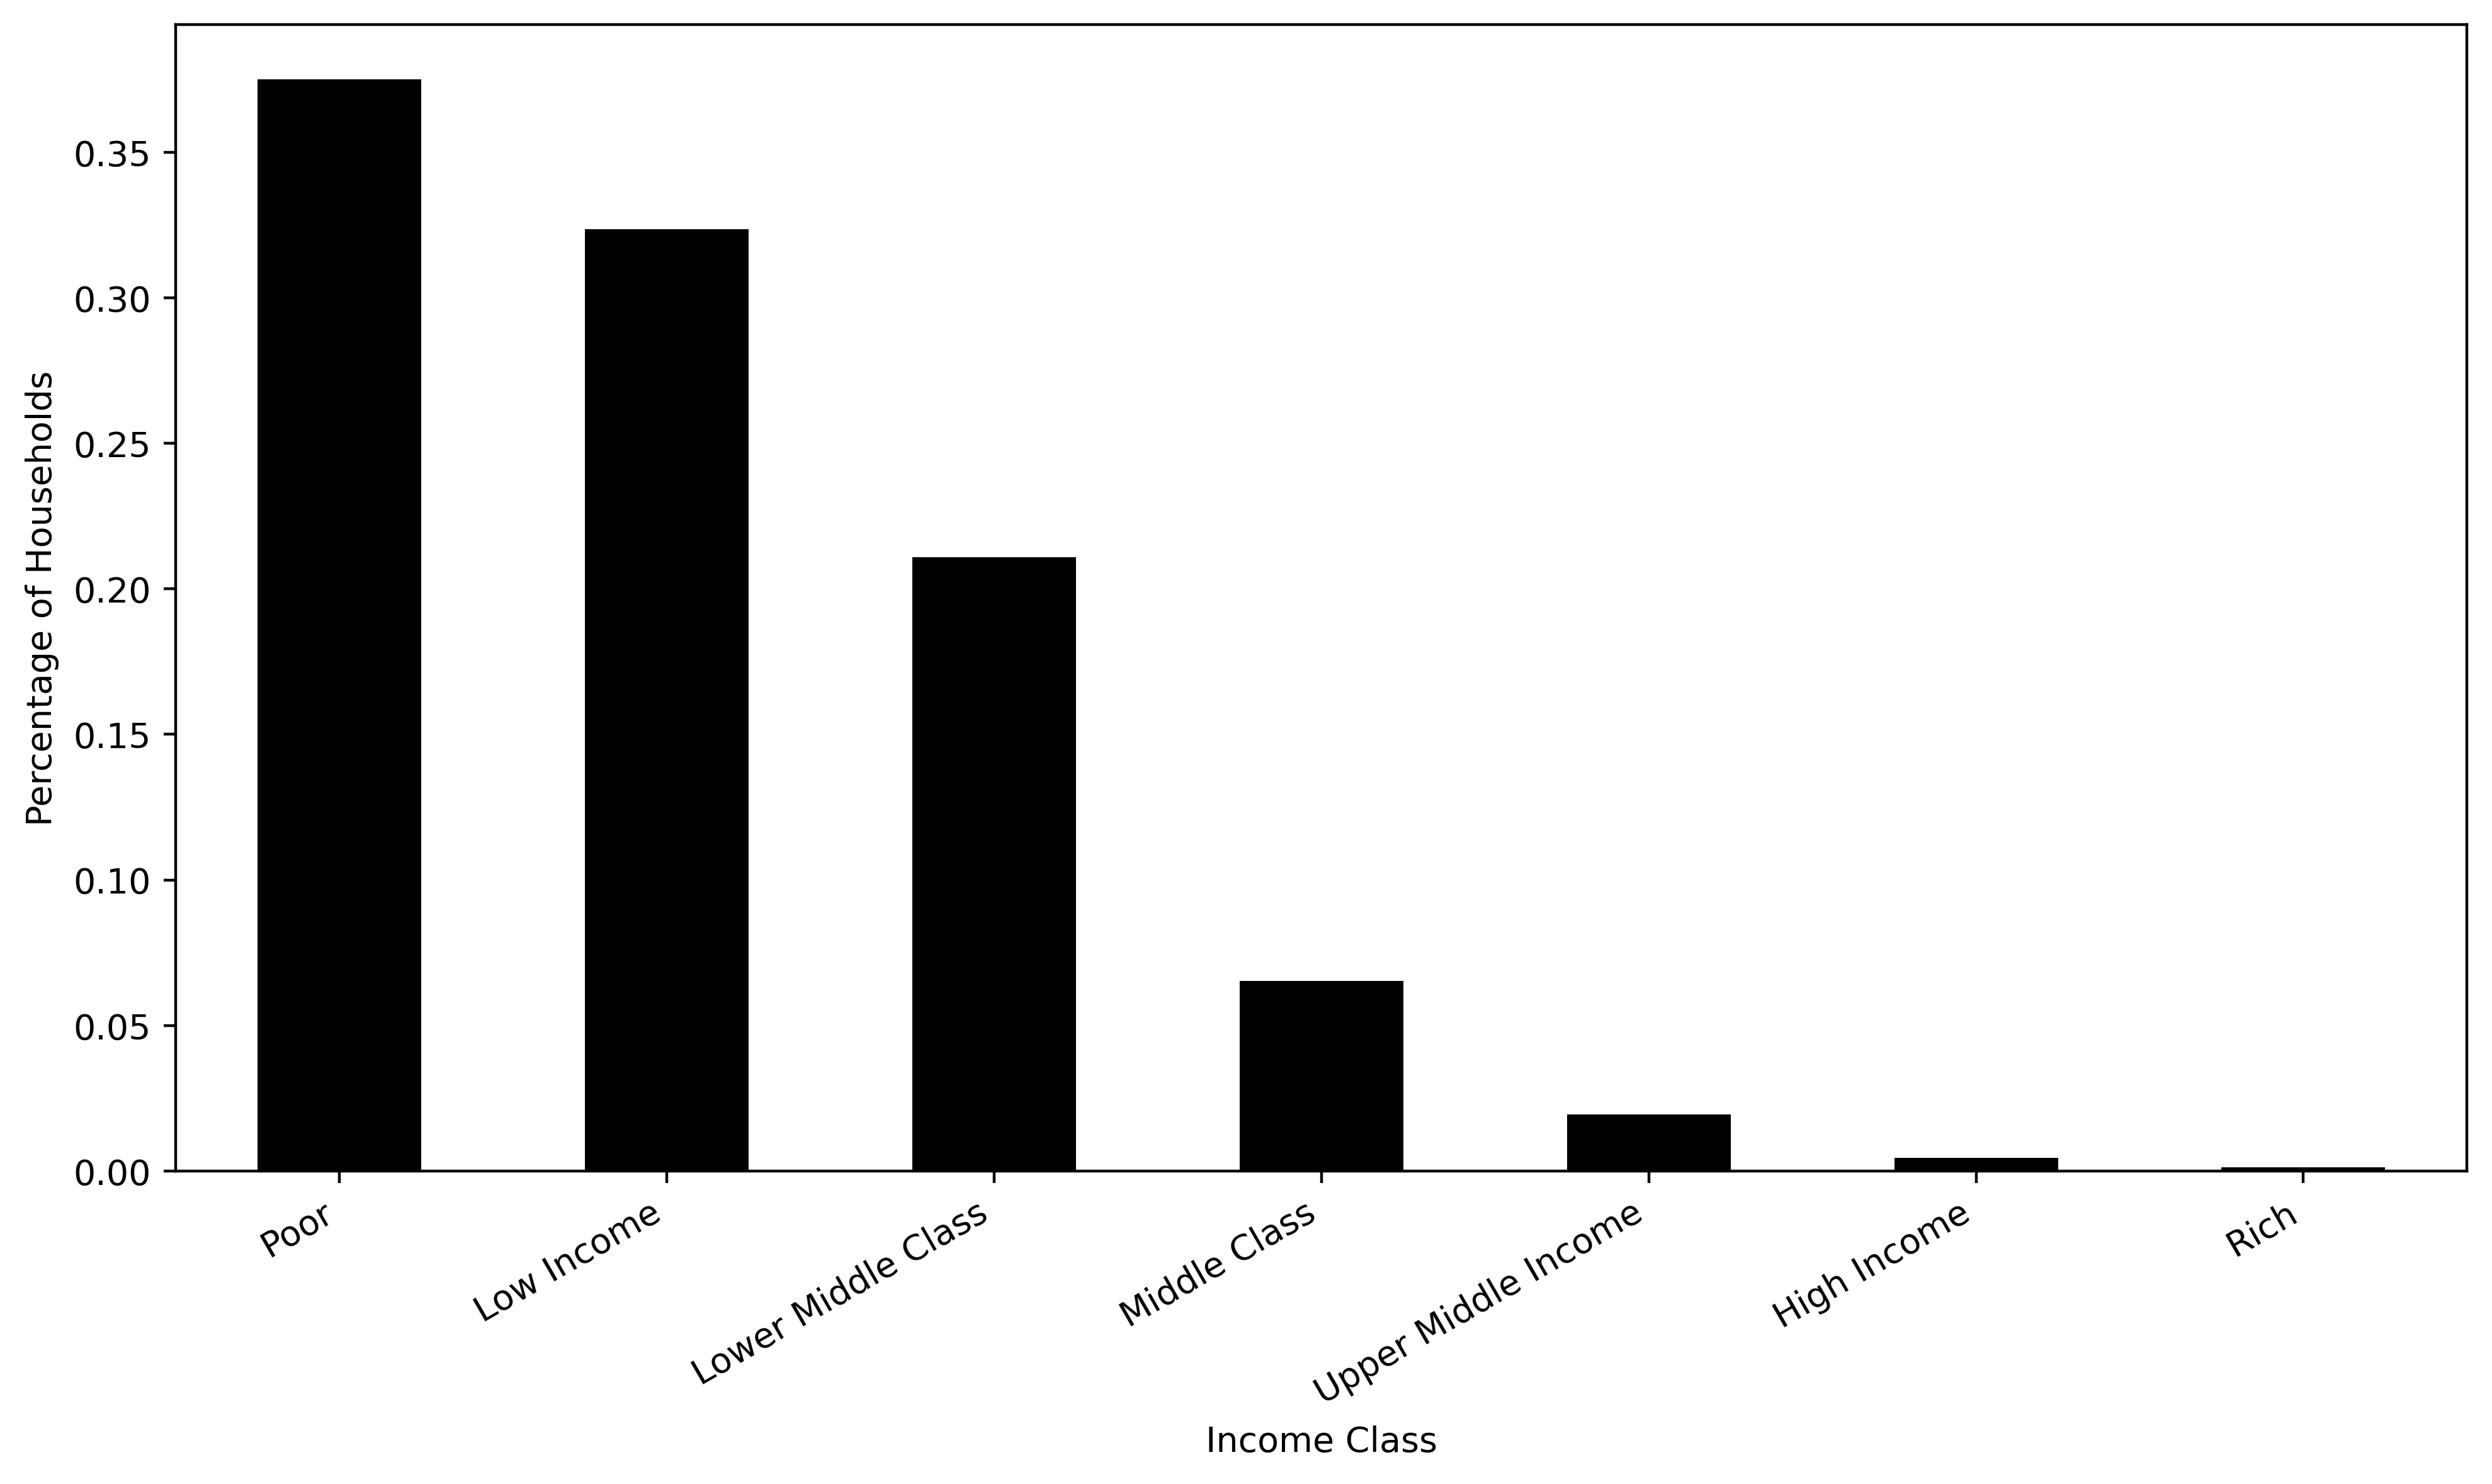 Percentage of Households
0.35
0.30
0.25
0.20
0.15
0.10
0.05
0.00
Poor
Low Income
Lower Middle Class
Middle Class
Upper Middle Income
High Income
Rich
Income Class